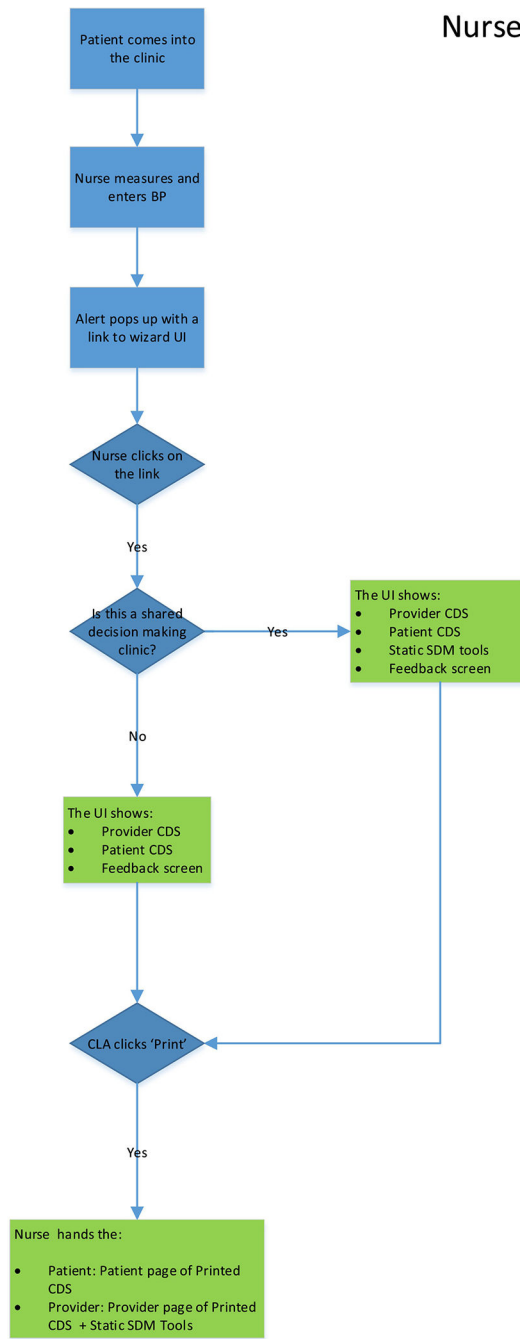 Nurse
Patient comes into
the clinic
Nurse measures and
enters BP
Alert pops up with a
link to wizard UI
Nurse clicks on
the link
Yes
Is this a shared
decision making
clinic?
Yes
The UI shows:
• Provider CDS
• Patient CDS
• Static SDM tools
• Feedback screen
No
The UI shows:
• Provider CDS
• Patient CDS
• Feedback screen
CLA clicks ‘Print’
Yes
Nurse hands the:
• Patient: Patient page of Printed
CDS
• Provider: Provider page of Printed
CDS + Static SDM Tools